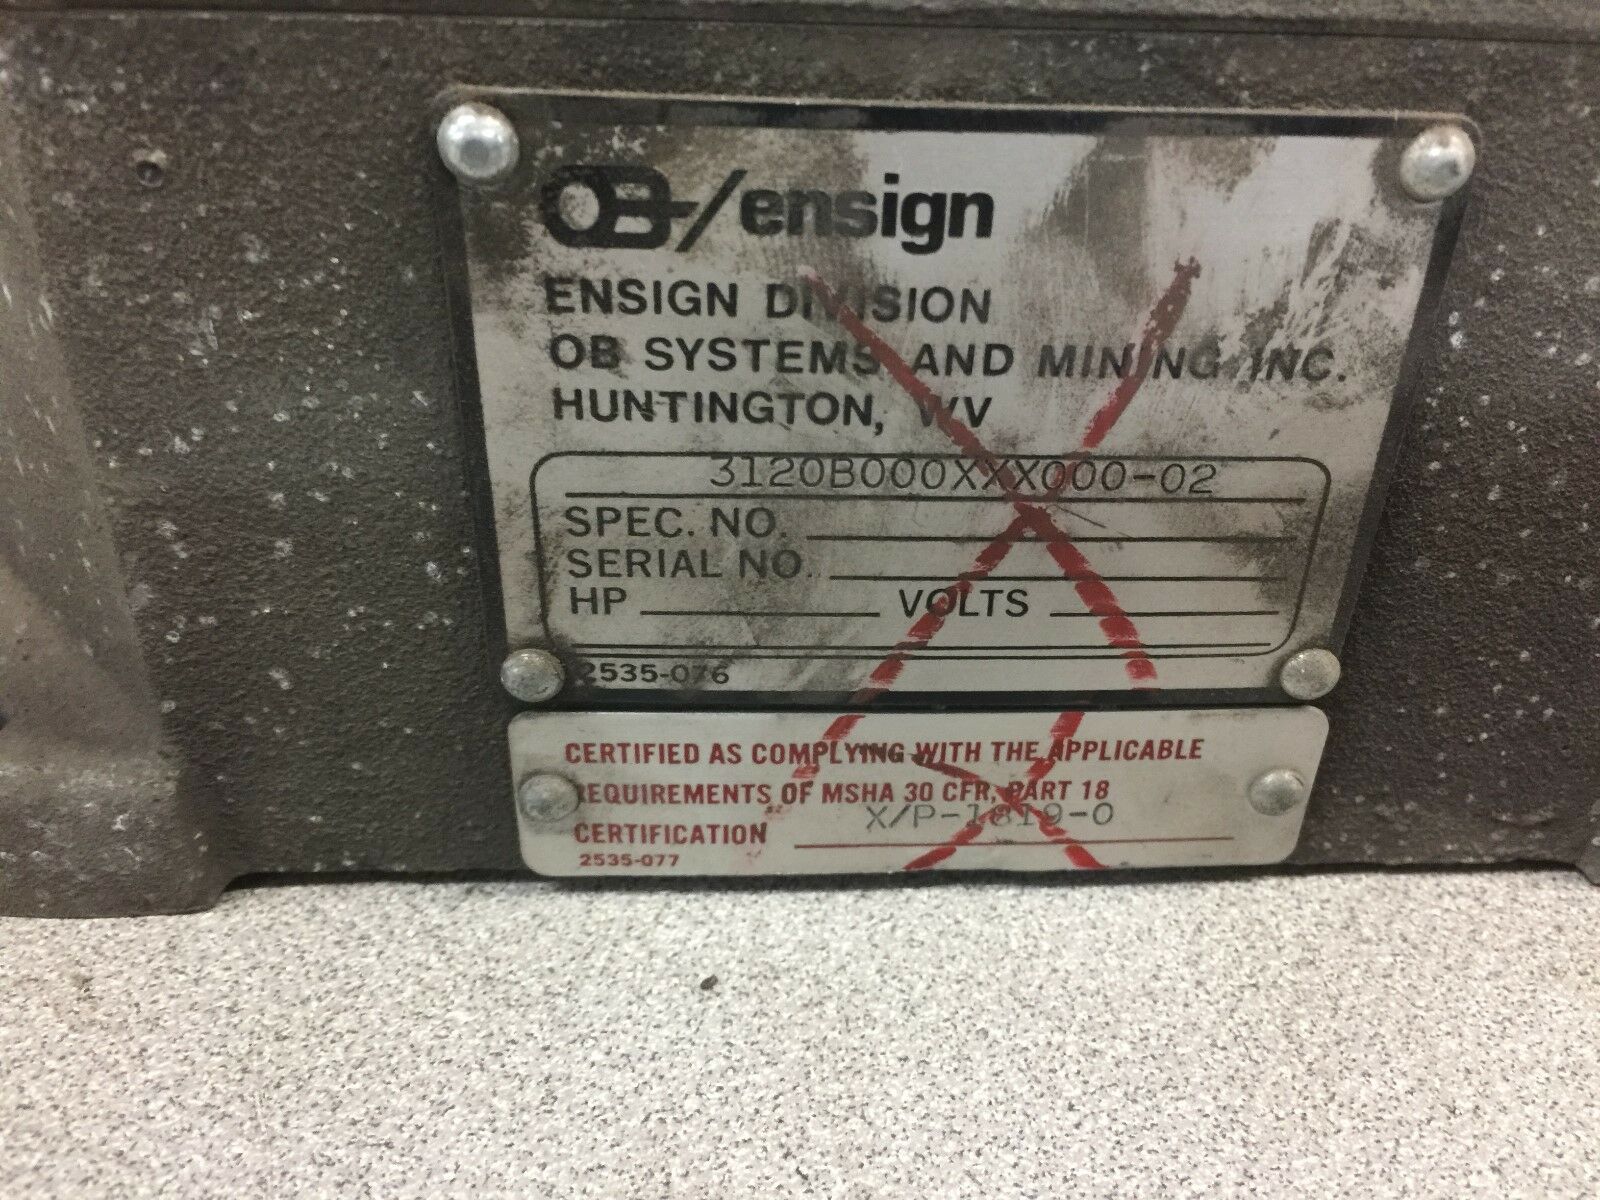 OB/ensign
ENSIGN DIVISION
OB SYSTEMS AND MINING INC.
HUNTINGTON, WV
3120B000XXX000-02
SPEC. NO.
SERIAL NO.
HP VOLTS
2535-076
CERTIFIED AS COMPLYING WITH THE APPLICABLE
REQUIREMENTS OF MSHA 30 CFR, PART 18
X/P-1819-0
CERTIFICATION
2535-077